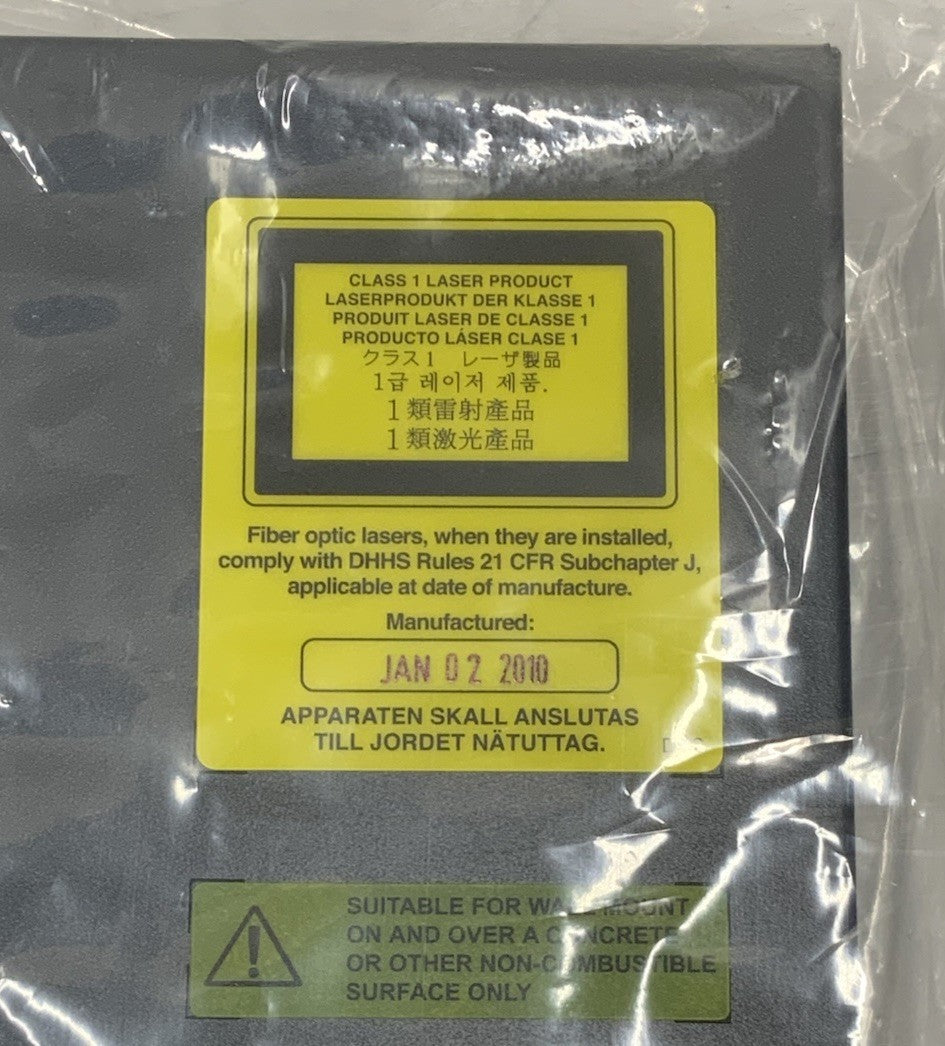 CLASS 1 LASER PRODUCT
LASERPRODUKT DER KLASSE 1
PRODUIT LASER DE CLASSE 1
PRODUCTO LÁSER CLASE 1
クラス1 レーザ製品
1급 레이저 제품.
1類雷射產品
1類激光產品
Fiber optic lasers, when they are installed,
comply with DHHS Rules 21 CFR Subchapter J,
applicable at date of manufacture.
Manufactured:
JAN 02 2010
APPARATEN SKALL ANSLUTAS
TILL JORDET NÄTUTTAG.
SUITABLE FOR WALL MOUNT
ON AND OVER A CONCRETE
OR OTHER NON-COMBUSTIBLE
SURFACE ONLY